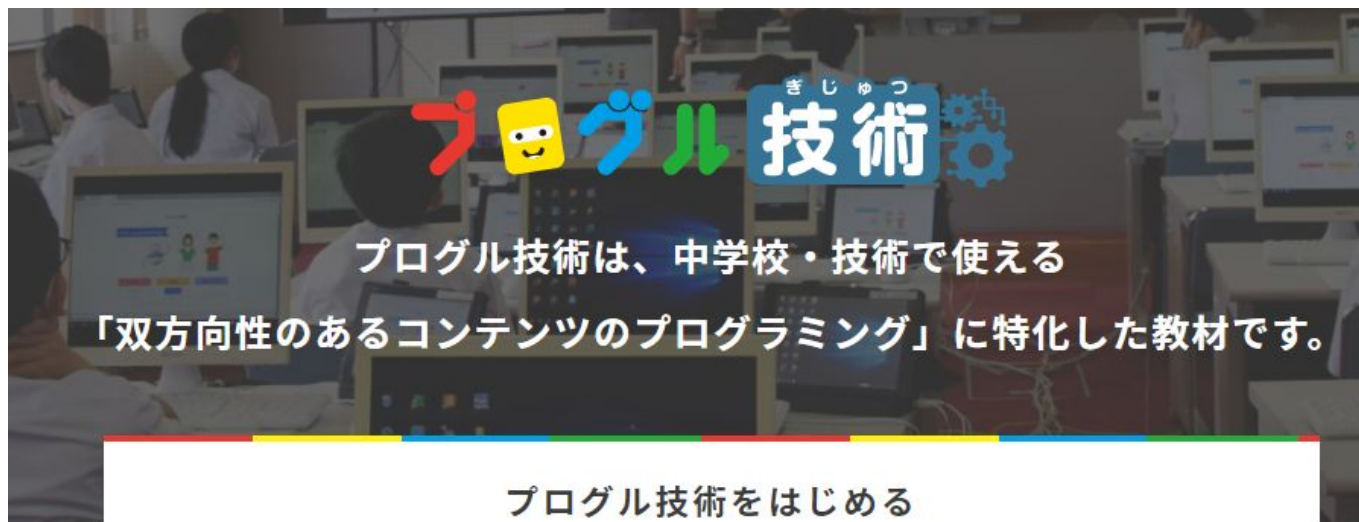 ぎじゅつ
プログル技術
プログル技術は、中学校・技術で使える
「双方向性のあるコンテンツのプログラミング」に特化した教材です。
プログル技術をはじめる